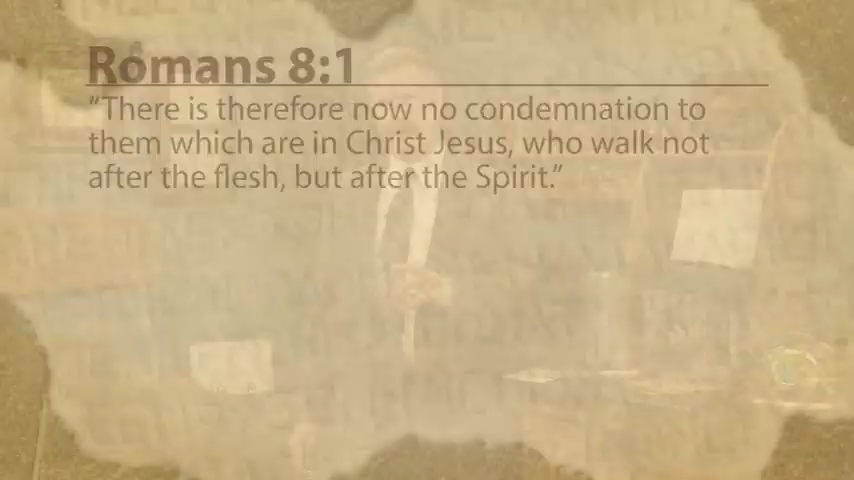 Romans 8:1
“There is therefore now no condemnation to
them which are in Christ Jesus, who walk not
after the flesh, but after the Spirit.”